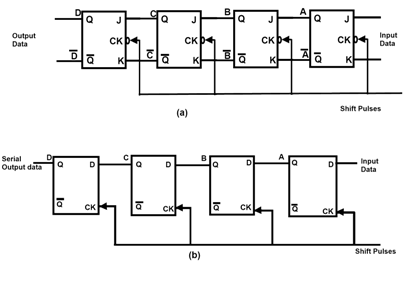 D Q J C Q J B Q J A Q J
Output Data CK CK CK CK Input Data
D̅ Q̅ K C̅ Q̅ K B̅ Q̅ K A̅ Q̅ K
Shift Pulses
(a)
Serial Output data D Q D C Q D B Q D A Q D Input Data
Q̅ CK Q̅ CK Q̅ CK Q̅ CK
Shift Pulses
(b)